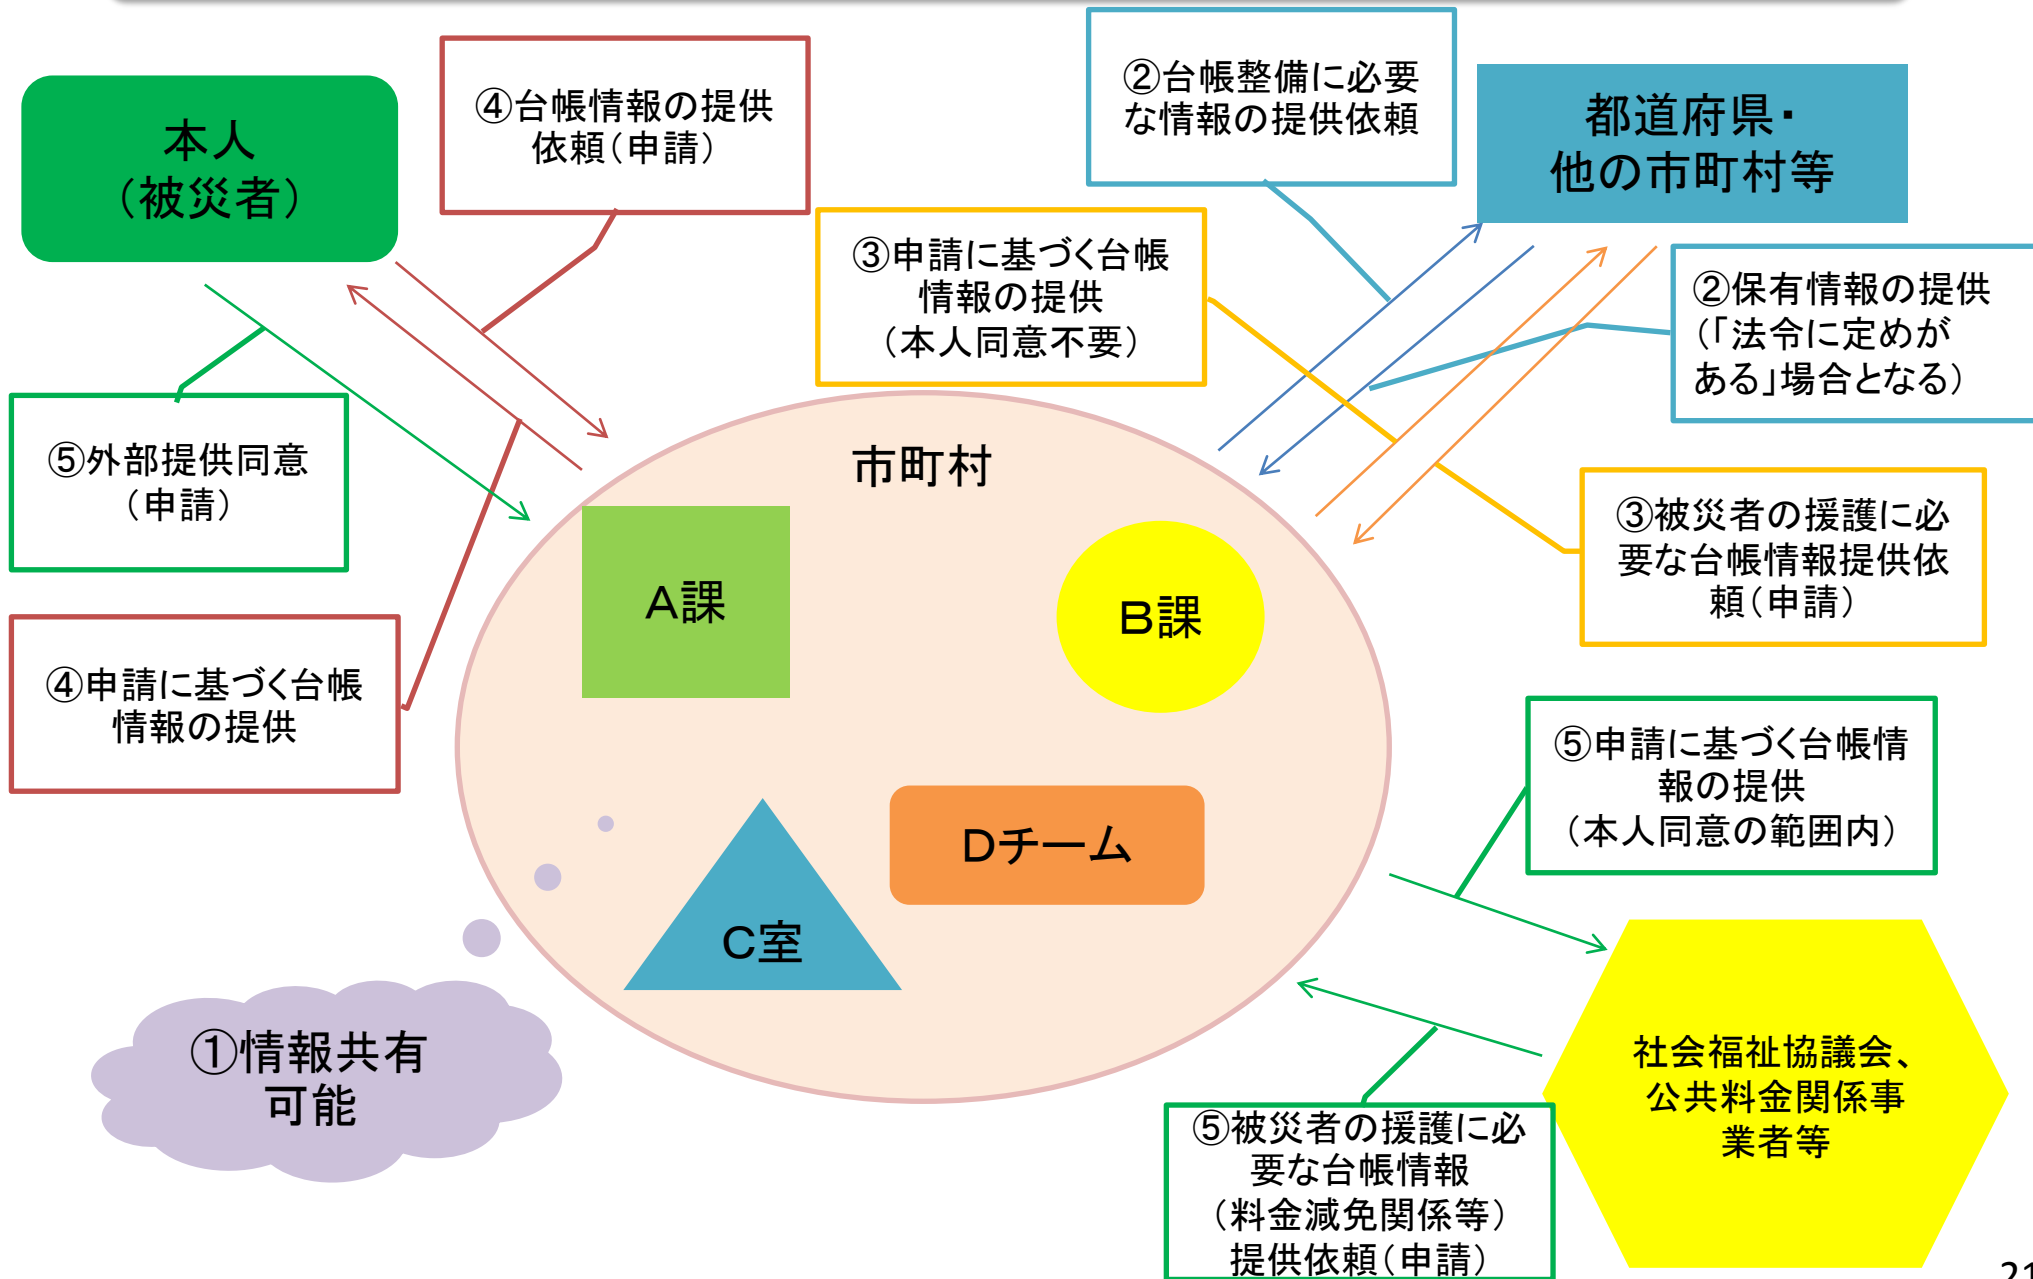 本人
（被災者）
④台帳情報の提供
依頼（申請）
②台帳整備に必要
な情報の提供依頼
都道府県・
他の市町村等
③申請に基づく台帳
情報の提供
（本人同意不要）
②保有情報の提供
（「法令に定めが
ある」場合となる）
⑤外部提供同意
（申請）
市町村
③被災者の援護に必
要な台帳情報提供依
頼（申請）
A課
B課
④申請に基づく台帳
情報の提供
⑤申請に基づく台帳情
報の提供
（本人同意の範囲内）
Dチーム
C室
①情報共有
可能
社会福祉協議会、
公共料金関係事
業者等
⑤被災者の援護に必
要な台帳情報
（料金減免関係等）
提供依頼（申請）
21